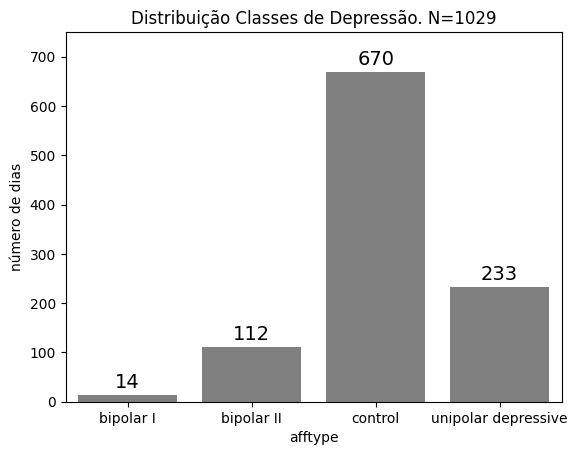 Distribuição Classes de Depressão. N=1029
700
600
500
400
300
200
100
0
número de dias
14
112
670
233
bipolar I
bipolar II
control
unipolar depressive
afftype